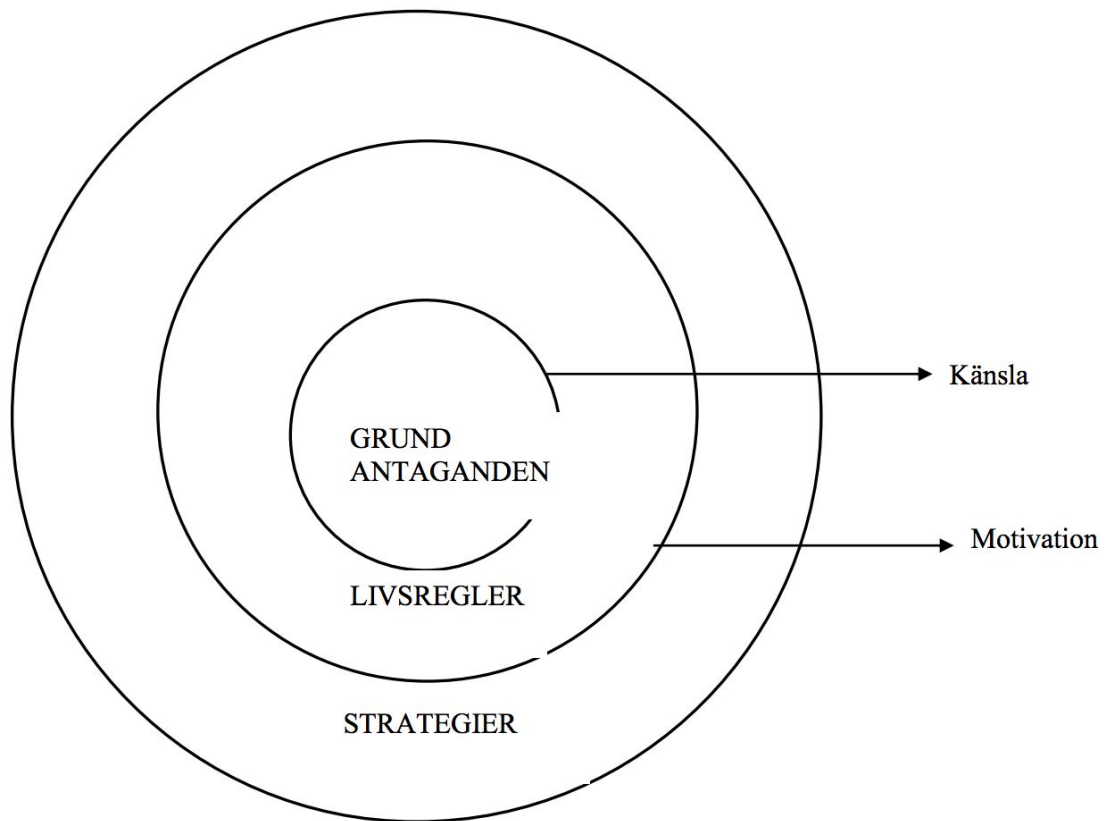 Känsla
GRUND
ANTAGANDEN
Motivation
LIVSREGLER
STRATEGIER